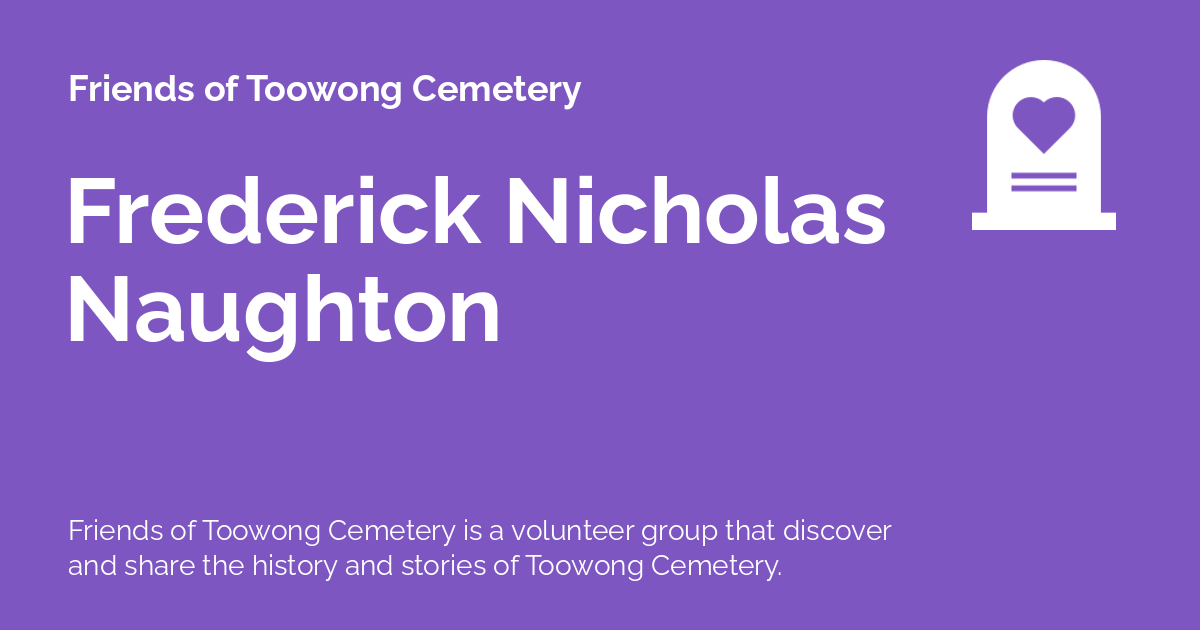 Friends of Toowong Cemetery
Frederick Nicholas
Naughton
Friends of Toowong Cemetery is a volunteer group that discover
and share the history and stories of Toowong Cemetery.